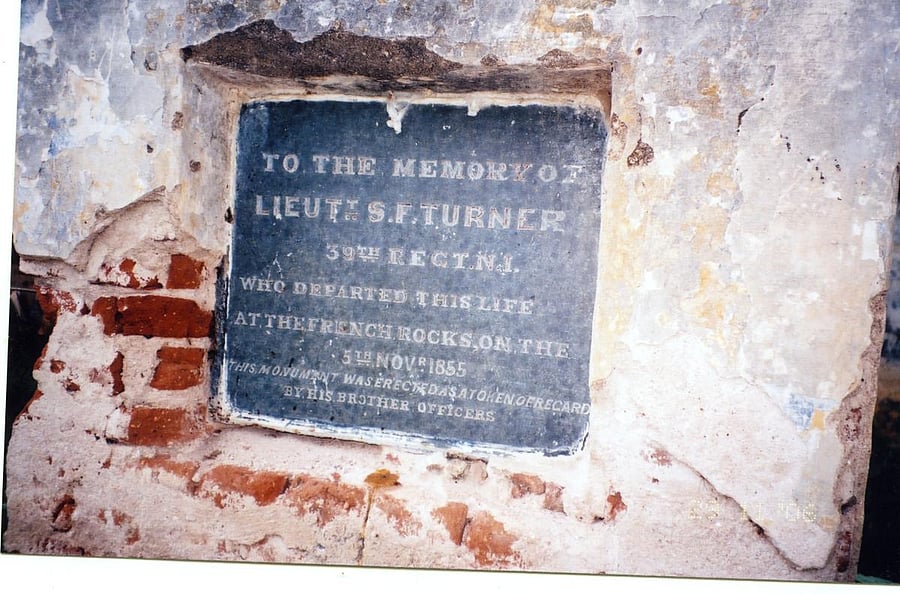 TO THE MEMORY OF
LIEUTT. S.F. TURNER
39TH REGT. N.I.
WHO DEPARTED THIS LIFE
AT THE FRENCH ROCKS, ON THE
5TH NOVR 1855
THIS MONUMENT WAS ERECTED AS A TOKEN OF REGARD
BY HIS BROTHER OFFICERS